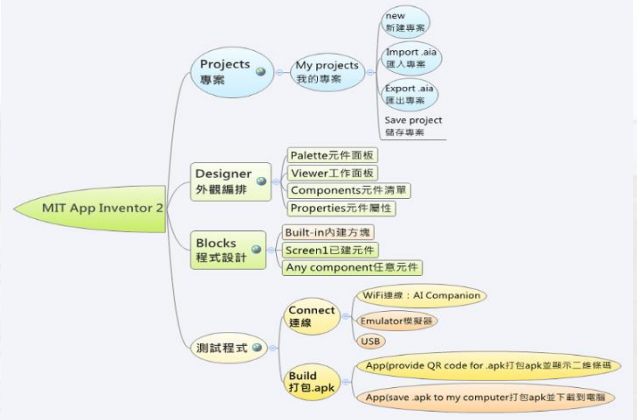 MIT App Inventor 2
Projects
專案
My projects
我的專案
new
新建專案
Import .aia
匯入專案
Export .aia
匯出專案
Save project
儲存專案
Designer
外觀編排
Palette元件面板
Viewer工作面板
Components元件清單
Properties元件屬性
Blocks
程式設計
Built-in內建方塊
Screen1已建元件
Any component任意元件
測試程式
Connect
連線
WiFi連線：AI Companion
Emulator模擬器
USB
Build
打包.apk
App(provide QR code for .apk打包apk並顯示二維條碼
App(save .apk to my computer打包apk並下載到電腦